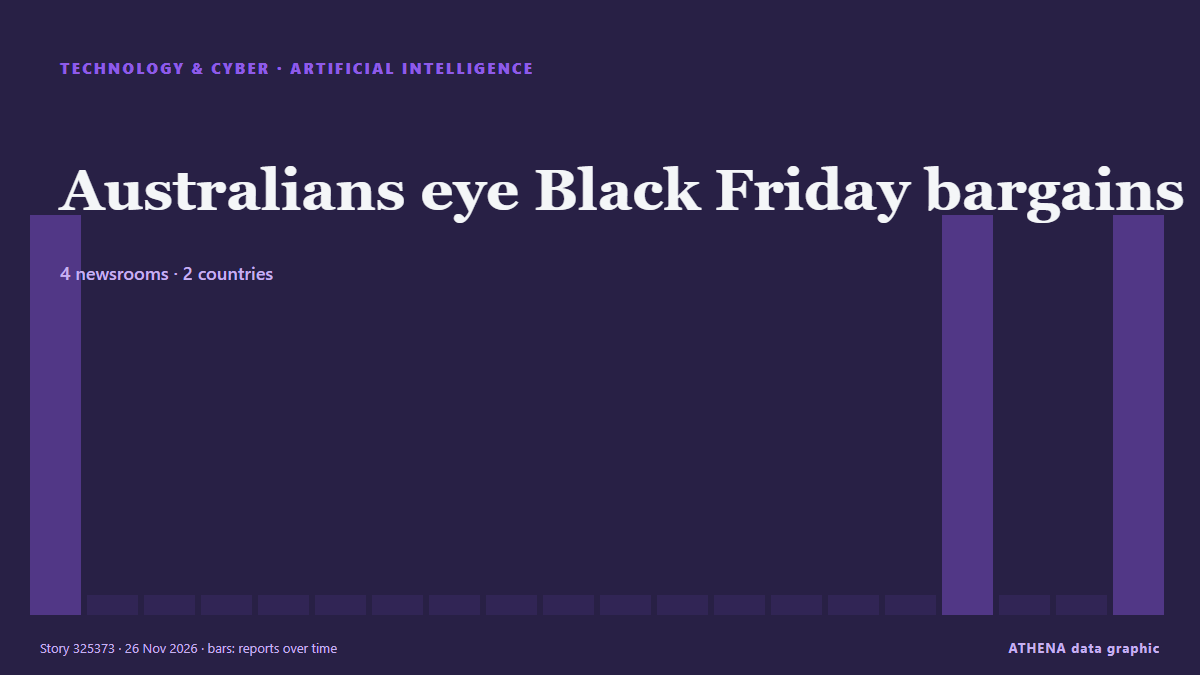 TECHNOLOGY & CYBER · ARTIFICIAL INTELLIGENCE
Australians eye Black Friday bargains
4 newsrooms · 2 countries
Story 325373 · 26 Nov 2026 · bars: reports over time
ATHENA data graphic